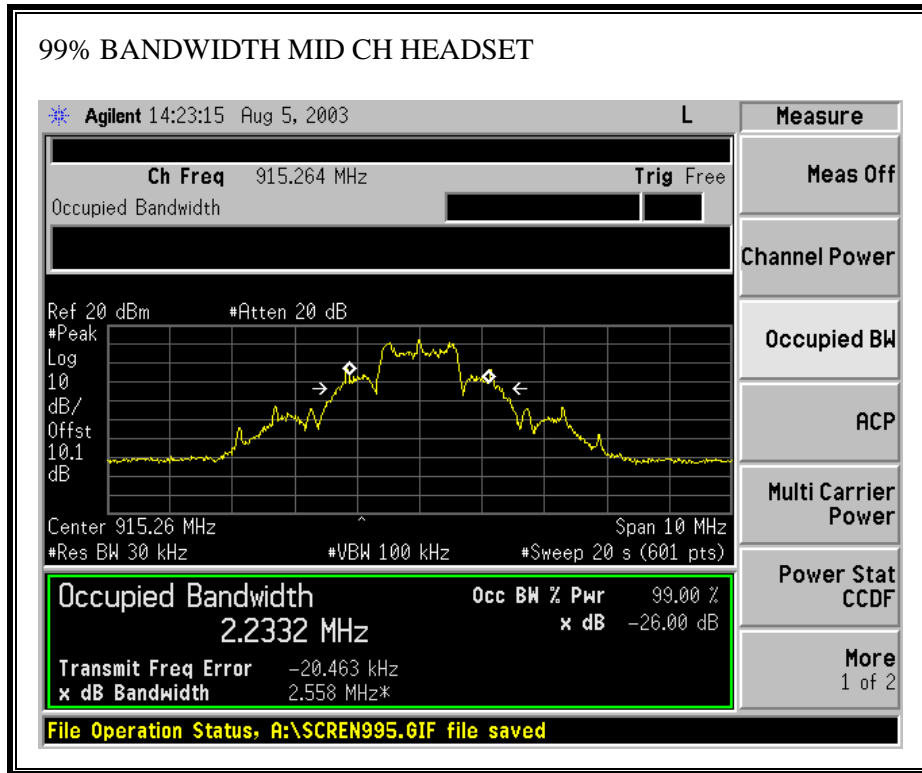 99% BANDWIDTH MID CH HEADSET
Agilent 14:23:15 Aug 5, 2003 L
Measure
Ch Freq 915.264 MHz Trig Free
Occupied Bandwidth
Meas Off
Channel Power
Occupied BW
ACP
Multi Carrier
Power
Power Stat
CCDF
More
1 of 2
Ref 20 dBm #Atten 20 dB
#Peak
Log
10
dB/
Offst
10.1
dB
Center 915.26 MHz Span 10 MHz
#Res BW 30 kHz #VBW 100 kHz #Sweep 20 s (601 pts)
Occupied Bandwidth Occ BW % Pwr 99.00 %
2.2332 MHz x dB -26.00 dB
Transmit Freq Error -20.463 kHz
x dB Bandwidth 2.558 MHz*
File Operation Status, A:\SCREN995.GIF file saved